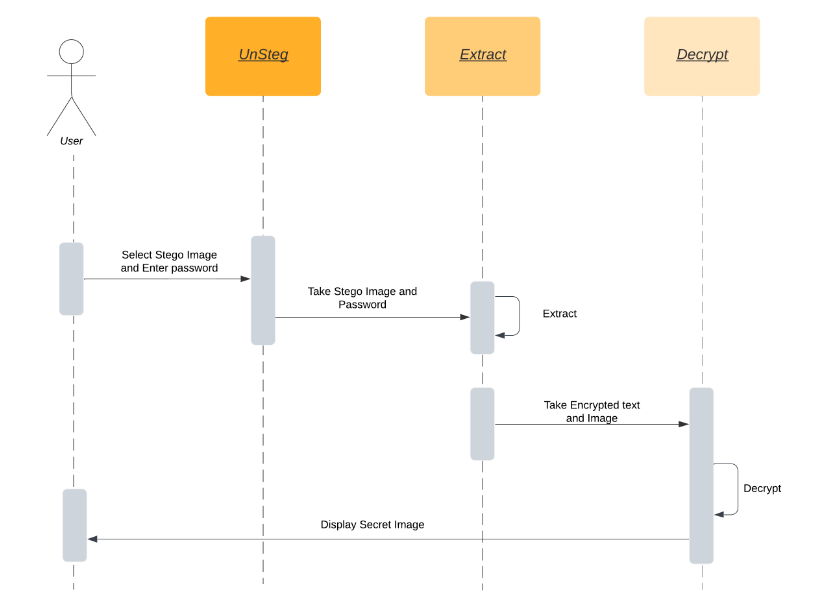 UnSteg
Extract
Decrypt
User
Select Stego Image
and Enter password
Take Stego Image and
Password
Extract
Take Encrypted text
and Image
Decrypt
Display Secret Image